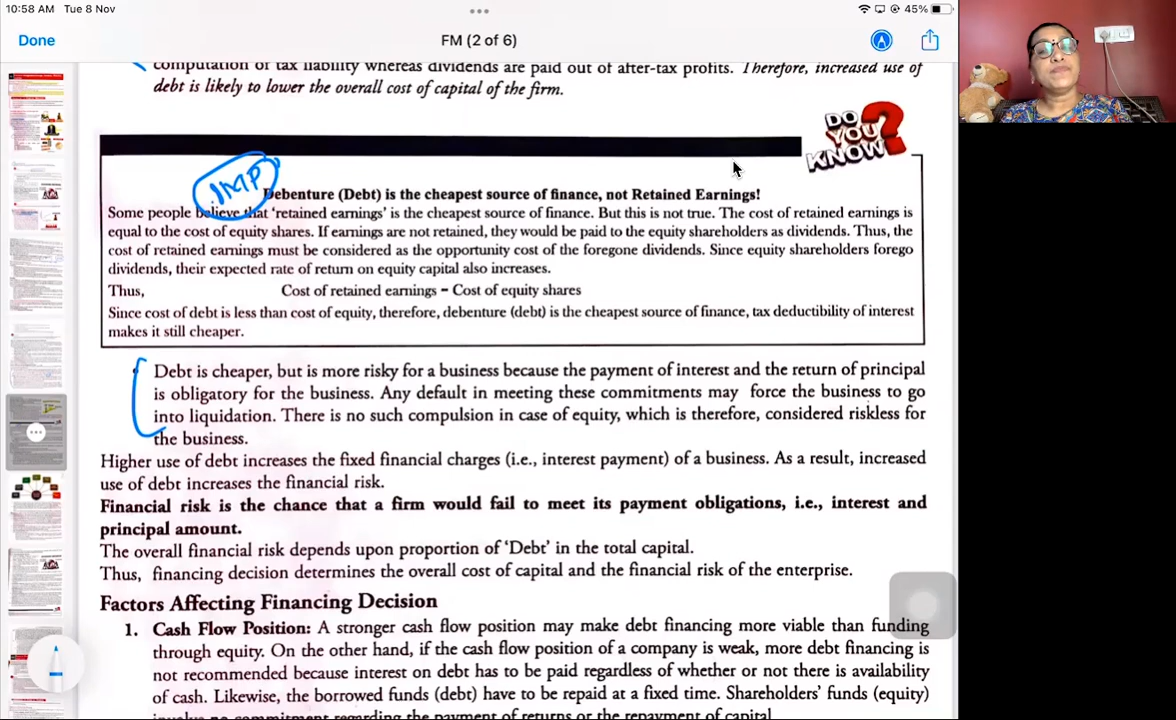 10:58 AM Tue 8 Nov
45%
Done
FM (2 of 6)
computation of tax liability whereas dividends are paid out of after-tax profits. Therefore, increased use of
debt is likely to lower the overall cost of capital of the firm.
DO
YOU
KNOW
?
IMP
Debenture (Debt) is the cheapest source of finance, not Retained Earnings!
Some people believe that ‘retained earnings’ is the cheapest source of finance. But this is not true. The cost of retained earnings is
equal to the cost of equity shares. If earnings are not retained, they would be paid to the equity shareholders as dividends. Thus, the
cost of retained earnings must be considered as the opportunity cost of the foregone dividends. Since equity shareholders forego
dividends, their expected rate of return on equity capital also increases.
Thus, Cost of retained earnings – Cost of equity shares
Since cost of debt is less than cost of equity, therefore, debenture (debt) is the cheapest source of finance, tax deductibility of interest
makes it still cheaper.
Debt is cheaper, but is more risky for a business because the payment of interest and the return of principal
is obligatory for the business. Any default in meeting these commitments may force the business to go
into liquidation. There is no such compulsion in case of equity, which is therefore, considered riskless for
the business.
Higher use of debt increases the fixed financial charges (i.e., interest payment) of a business. As a result, increased
use of debt increases the financial risk.
Financial risk is the chance that a firm would fail to meet its payment obligations, i.e., interest and
principal amount.
The overall financial risk depends upon proportion of ‘Debt’ in the total capital.
Thus, financing decision determines the overall cost of capital and the financial risk of the enterprise.
Factors Affecting Financing Decision
1. Cash Flow Position: A stronger cash flow position may make debt financing more viable than funding
through equity. On the other hand, if the cash flow position of a company is weak, more debt financing is
not recommended because interest on debt has to be paid regardless of whether or not there is availability
of cash. Likewise, the borrowed funds (debt) have to be repaid at a fixed time. Shareholders’ funds (equity)
involve no commitment regarding the payment of returns or the repayment of capital